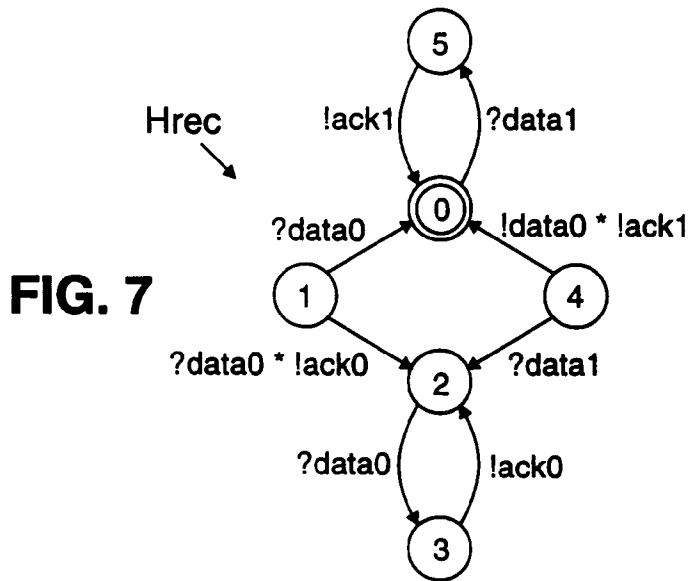 5
!ack1
?data1
Hrec
0
?data0
!data0 * !ack1
FIG. 7
1
4
?data0 * !ack0
2
?data1
?data0
!ack0
3